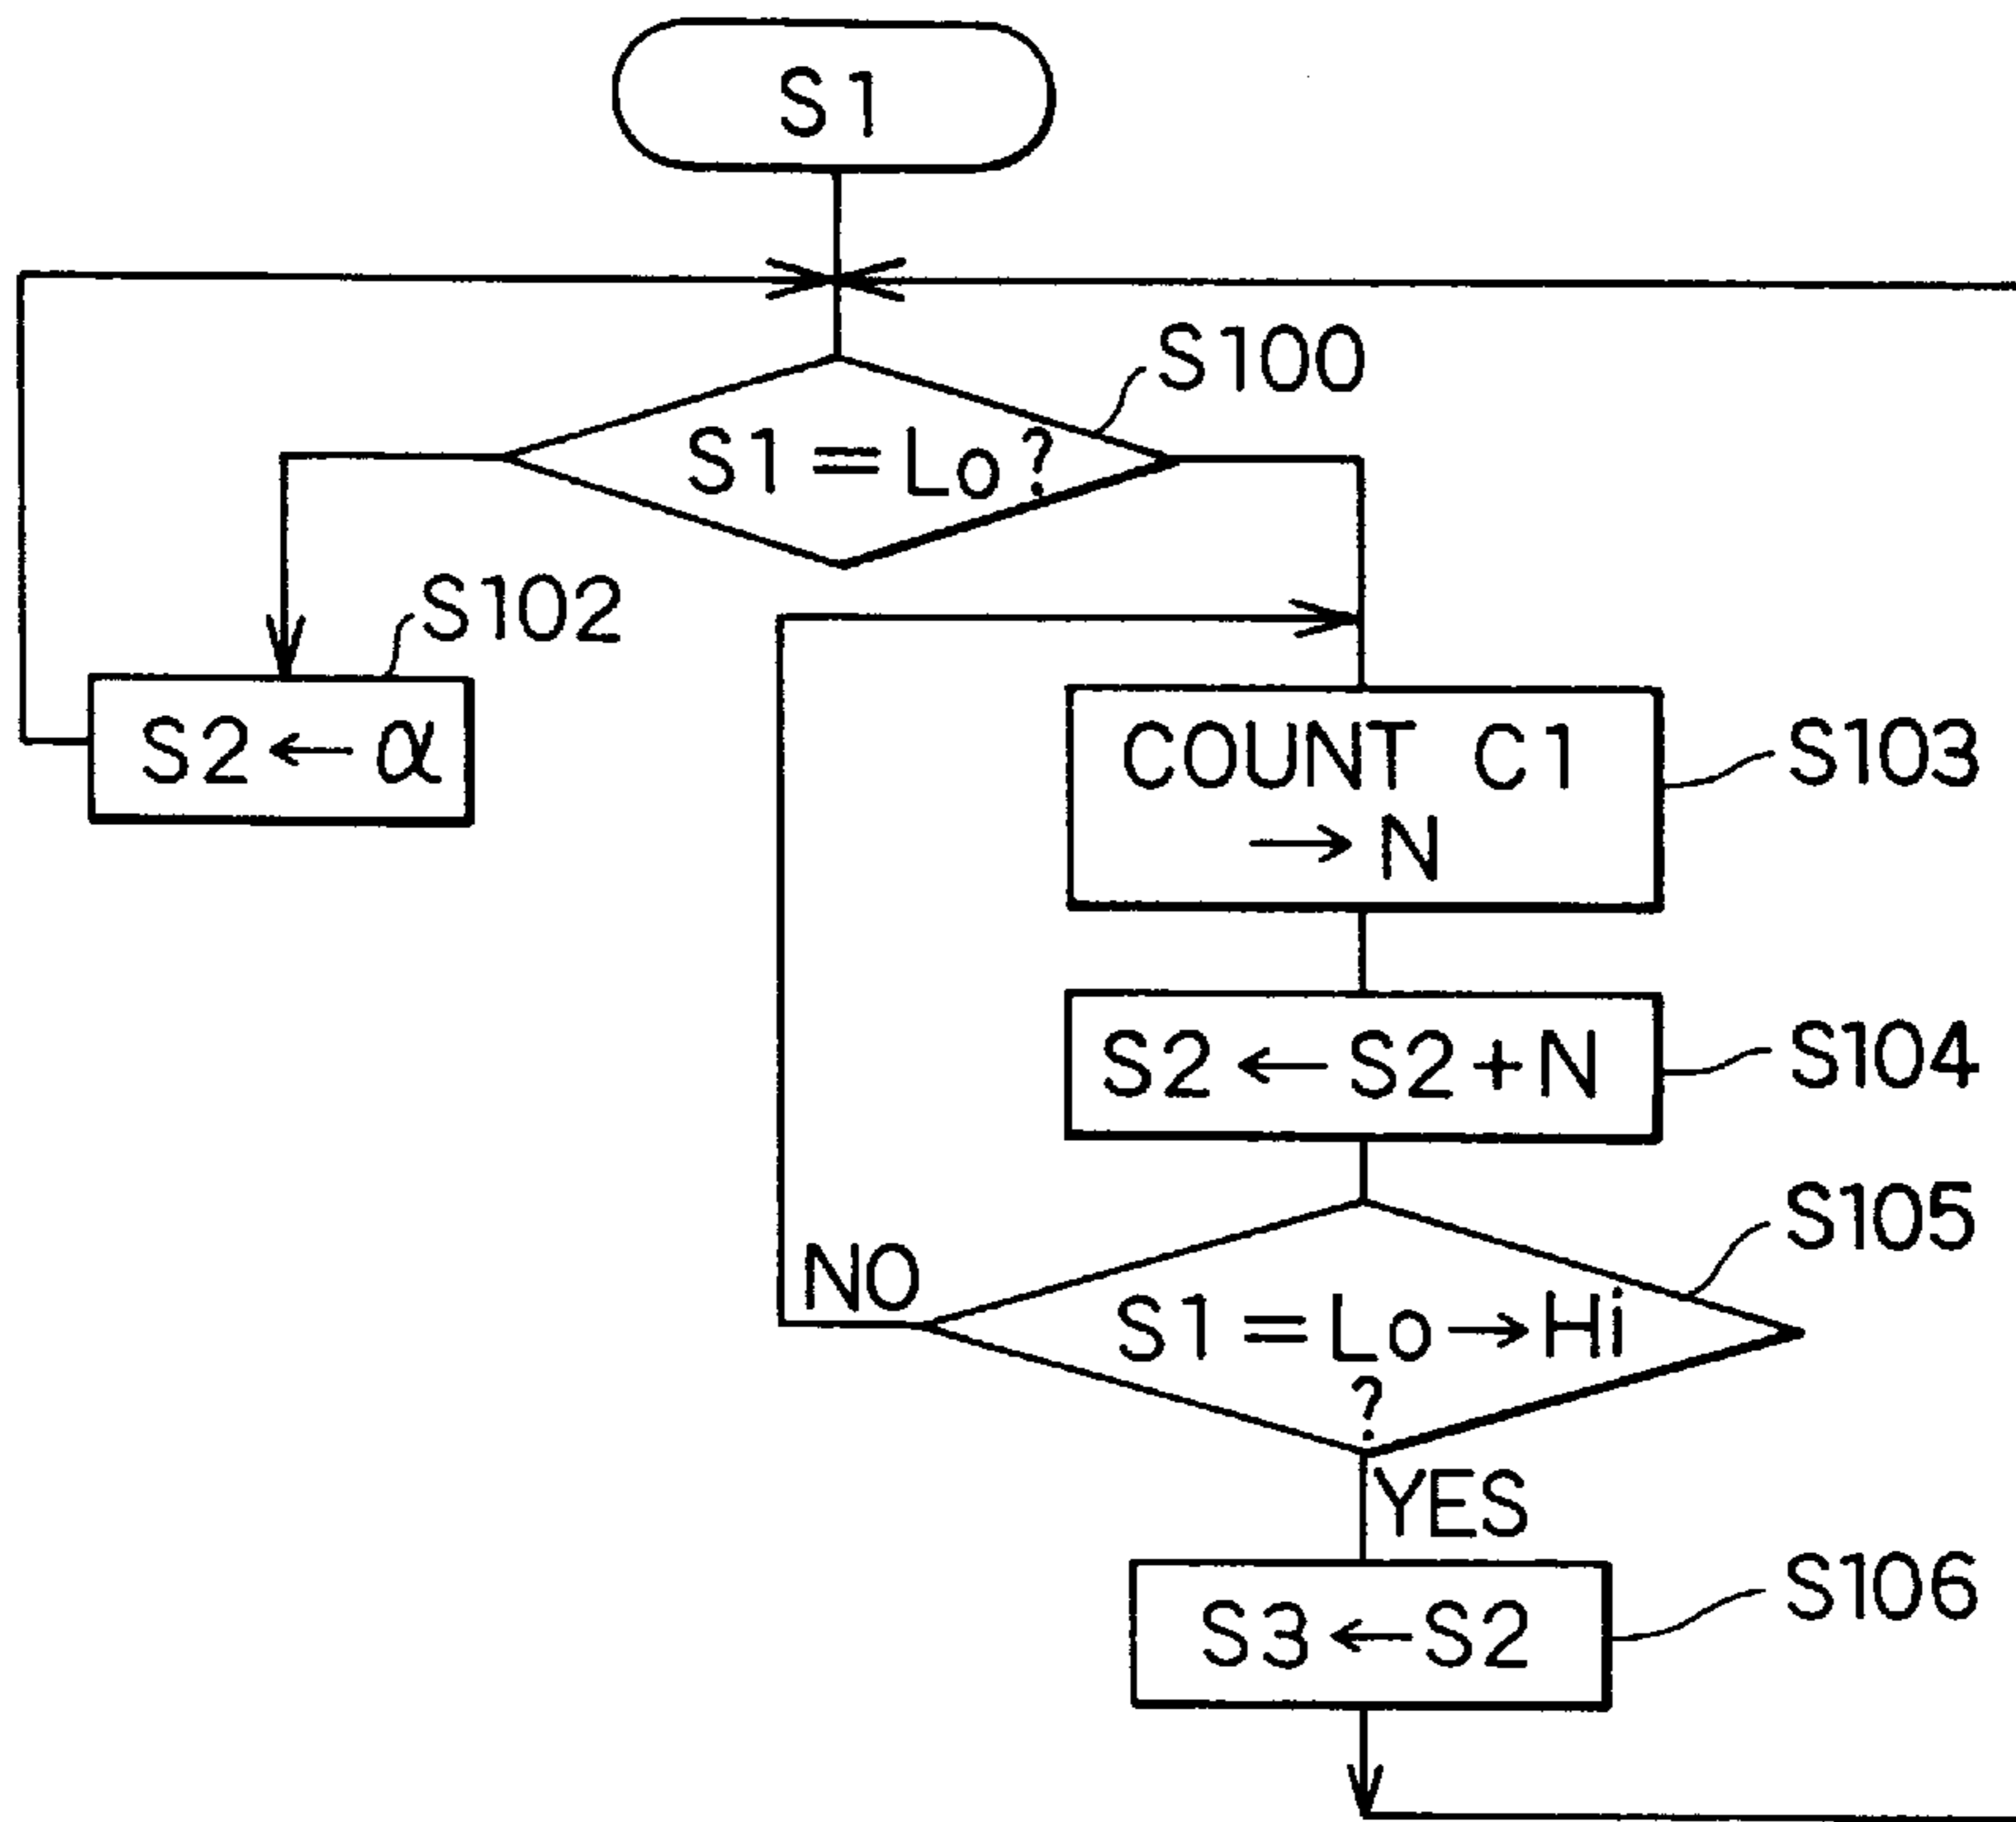 S1
S100
S1=Lo?
S102
S2←α
COUNT C1
→N
S103
S2←S2+N
S104
S105
NO
S1=Lo→Hi
?
YES
S106
S3←S2